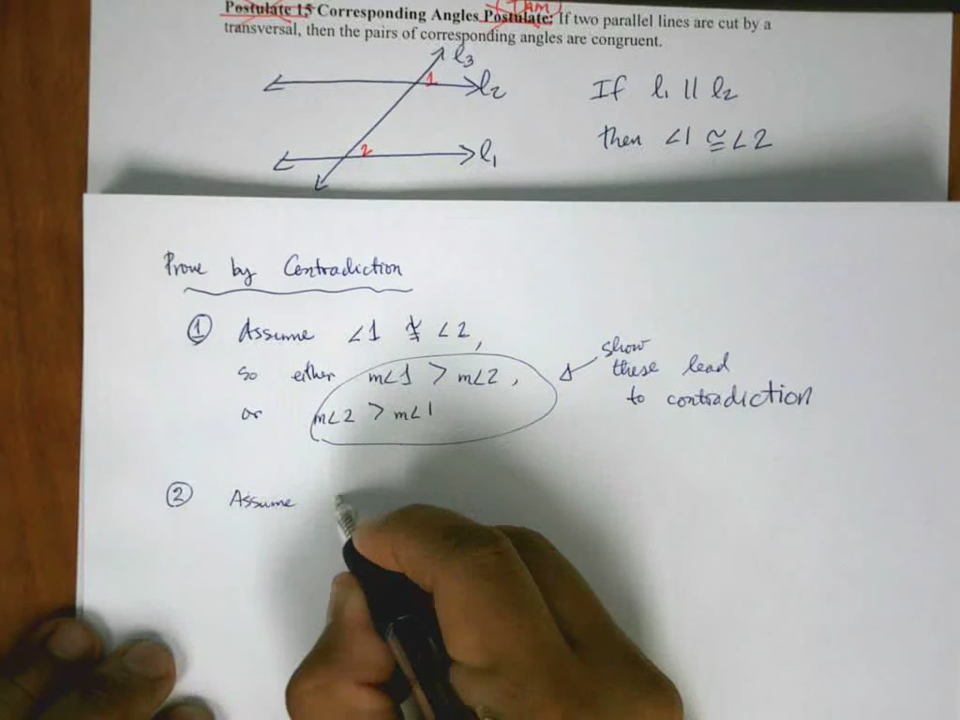 Postulate 15 Corresponding Angles Postulate: If two parallel lines are cut by a
transversal, then the pairs of corresponding angles are congruent.
l₃
1
l₂
2
l₁
If l₁ || l₂
then ∠1 ≅ ∠2
Prove by Contradiction
① Assume ∠1 ≇ ∠2,
so either m∠1 > m∠2,
or m∠2 > m∠1
show
these lead
to contradiction
② Assume